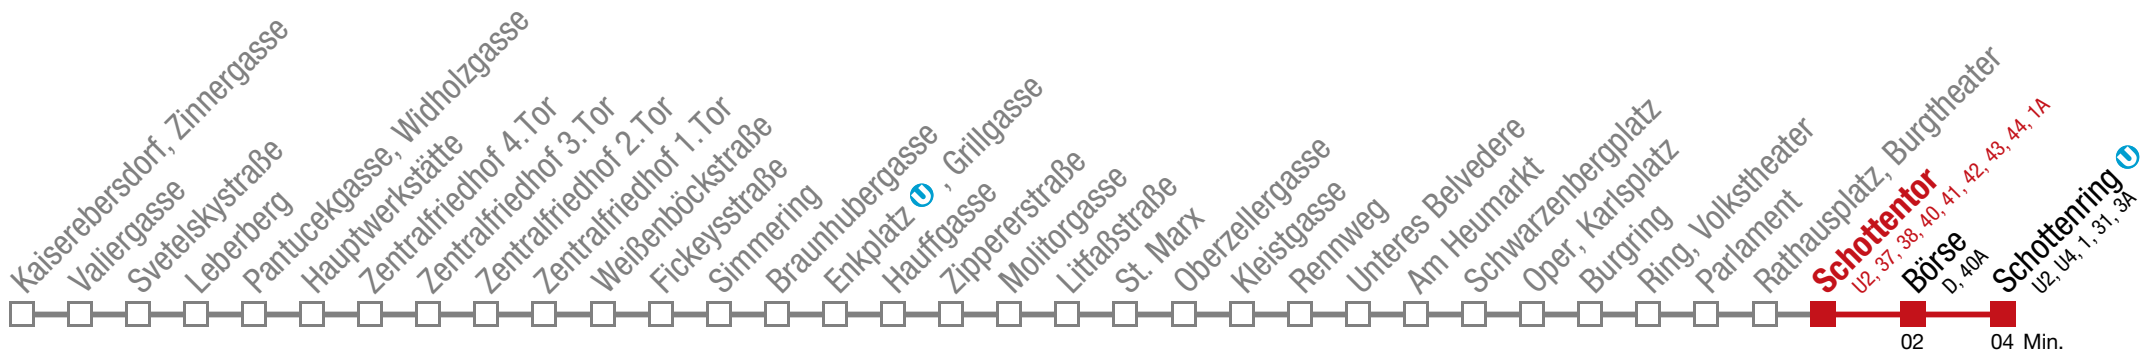 Kaiserebersdorf, Zinnergasse
Valiergasse
Svetelskystraße
Leberberg
Pantucekgasse, Widholzgasse
Hauptwerkstätte
Zentralfriedhof 4.Tor
Zentralfriedhof 3.Tor
Zentralfriedhof 2.Tor
Zentralfriedhof 1.Tor
Weißenböckstraße
Fickeysstraße
Simmering
Braunhubergasse
Enkplatz U , Grillgasse
Hauffgasse
Zippererstraße
Molitorgasse
Litfaßstraße
St. Marx
Oberzellergasse
Kleistgasse
Rennweg
Unteres Belvedere
Am Heumarkt
Schwarzenbergplatz
Oper, Karlsplatz
Burgring
Ring, Volkstheater
Parlament
Rathausplatz, Burgtheater
Schottentor
U2, 37, 38, 40, 41, 42, 43, 44, 1A
Börse
D, 40A
Schottenring U
U2, U4, 1, 31, 3A
02 04 Min.